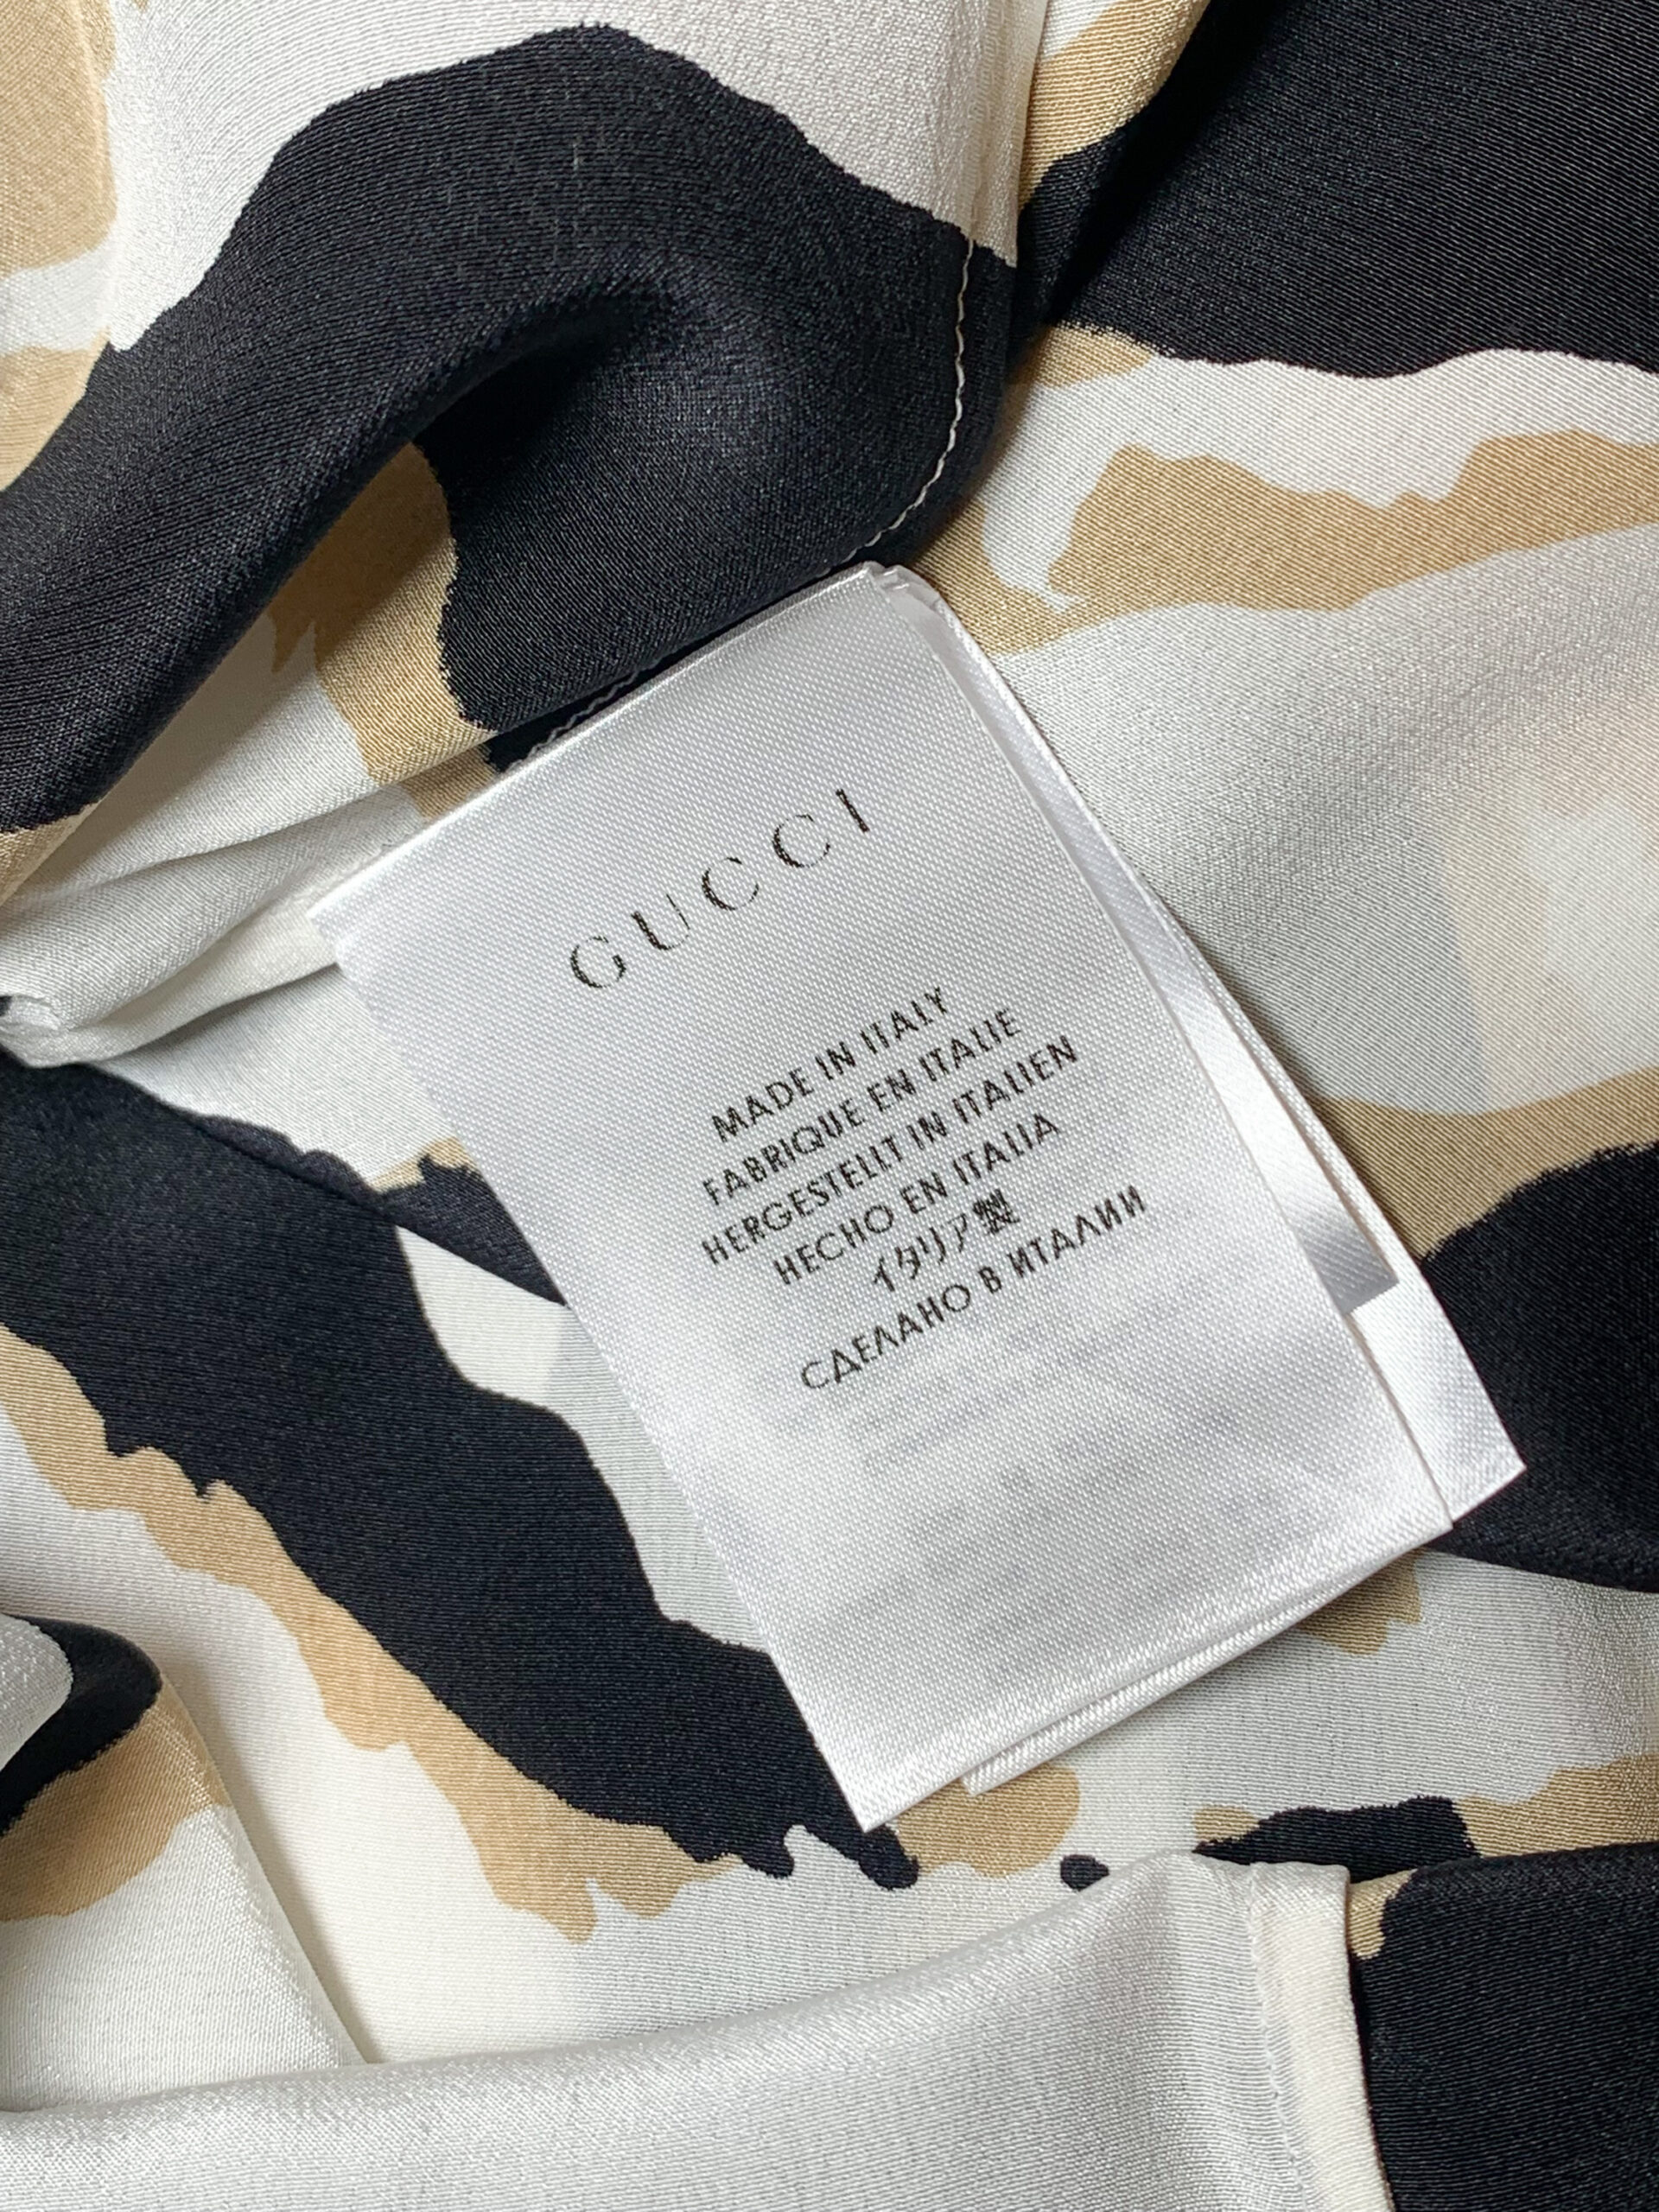 GUCCI
MADE IN ITALY
FABRIQUE EN ITALIE
HERGESTELLT IN ITALIEN
HECHO EN ITALIA
イタリア製
СДЕЛАНО В ИТАЛИИ